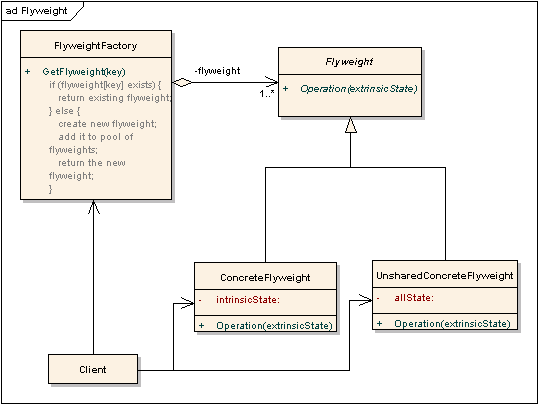 ad Flyweight
FlyweightFactory
+ GetFlyweight(key)
if (flyweight[key] exists) {
return existing flyweight;
} else {
create new flyweight;
add it to pool of
flyweights;
return the new
flyweight;
}
-flyweight
1..*
Flyweight
+ Operation(extrinsicState)
ConcreteFlyweight
- intrinsicState:
+ Operation(extrinsicState)
UnsharedConcreteFlyweight
- allState:
+ Operation(extrinsicState)
Client